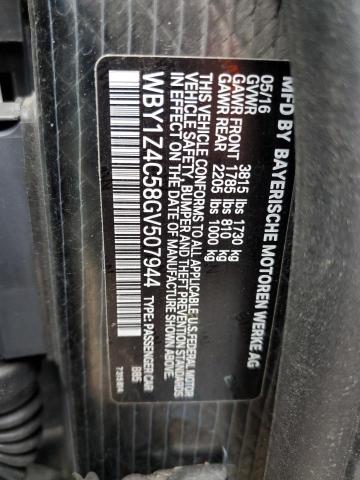 MFD BY BAYERISCHE MOTOREN WERKE AG
05/16
GVWR 3815 lbs 1730 kg
GAWR FRONT 1785 lbs 810 kg
GAWR REAR 2205 lbs 1000 kg
THIS VEHICLE CONFORMS TO ALL APPLICABLE U.S. FEDERAL MOTOR
VEHICLE SAFETY, BUMPER AND THEFT PREVENTION STANDARDS
IN EFFECT ON THE DATE OF MANUFACTURE SHOWN ABOVE.
WBY1Z4C58GV507944 TYPE: PASSENGER CAR
B85